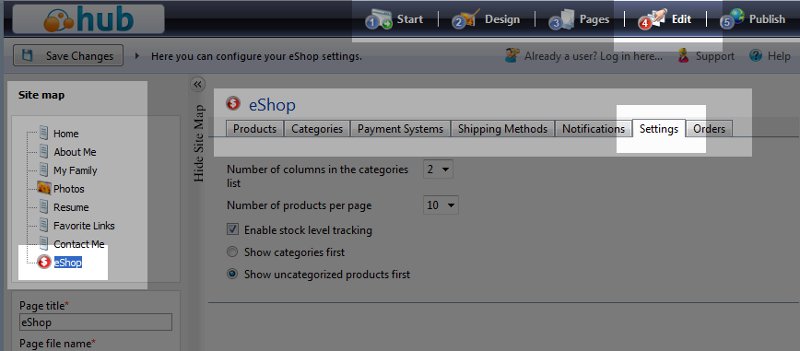 hub
1 Start
2 Design
3 Pages
4 Edit
5 Publish
Save Changes
Here you can configure your eShop settings.
Already a user? Log in here...
Support
Help
Site map
Home
About Me
My Family
Photos
Resume
Favorite Links
Contact Me
eShop
Page title*
eShop
Page file name*
Hide Site Map
eShop
Products
Categories
Payment Systems
Shipping Methods
Notifications
Settings
Orders
Number of columns in the categories
list
2
Number of products per page
10
Enable stock level tracking
Show categories first
Show uncategorized products first